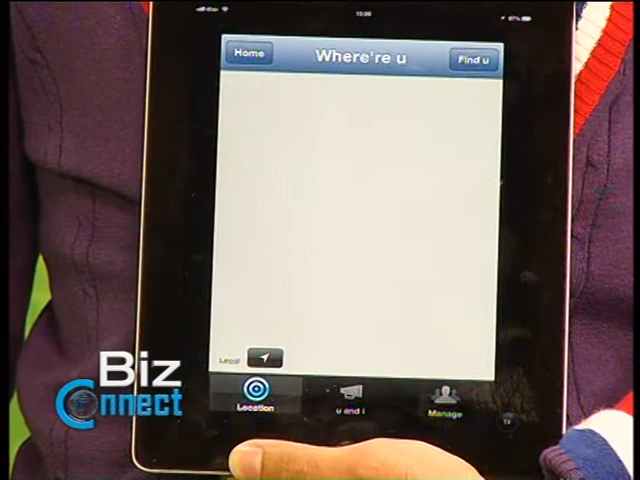 Home
Where're u
Find u
Legal
Location
u and i
Manage
Biz
Connect